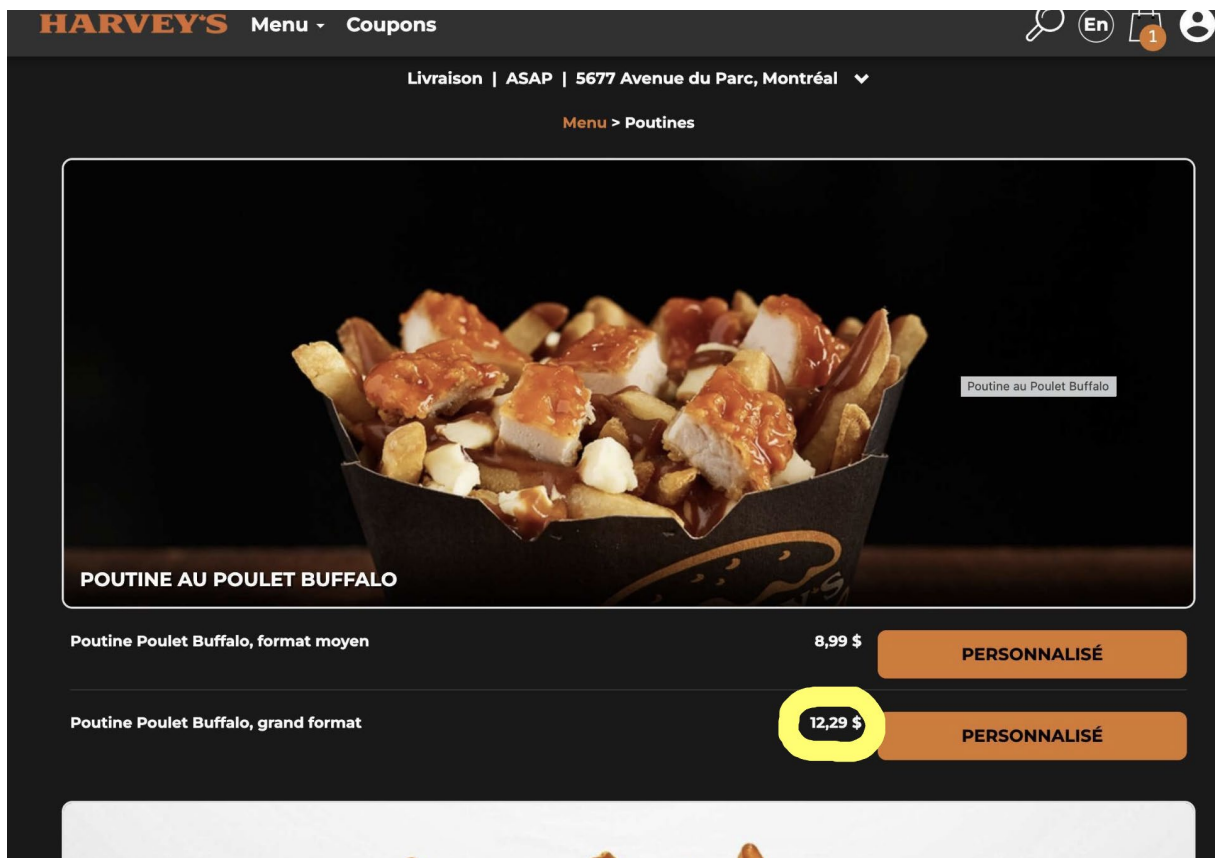 HARVEY'S Menu Coupons En 1
Livraison | ASAP | 5677 Avenue du Parc, Montréal
Menu > Poutines
Poutine au Poulet Buffalo
POUTINE AU POULET BUFFALO
Poutine Poulet Buffalo, format moyen 8,99 $ PERSONNALISÉ
Poutine Poulet Buffalo, grand format 12,29 $ PERSONNALISÉ